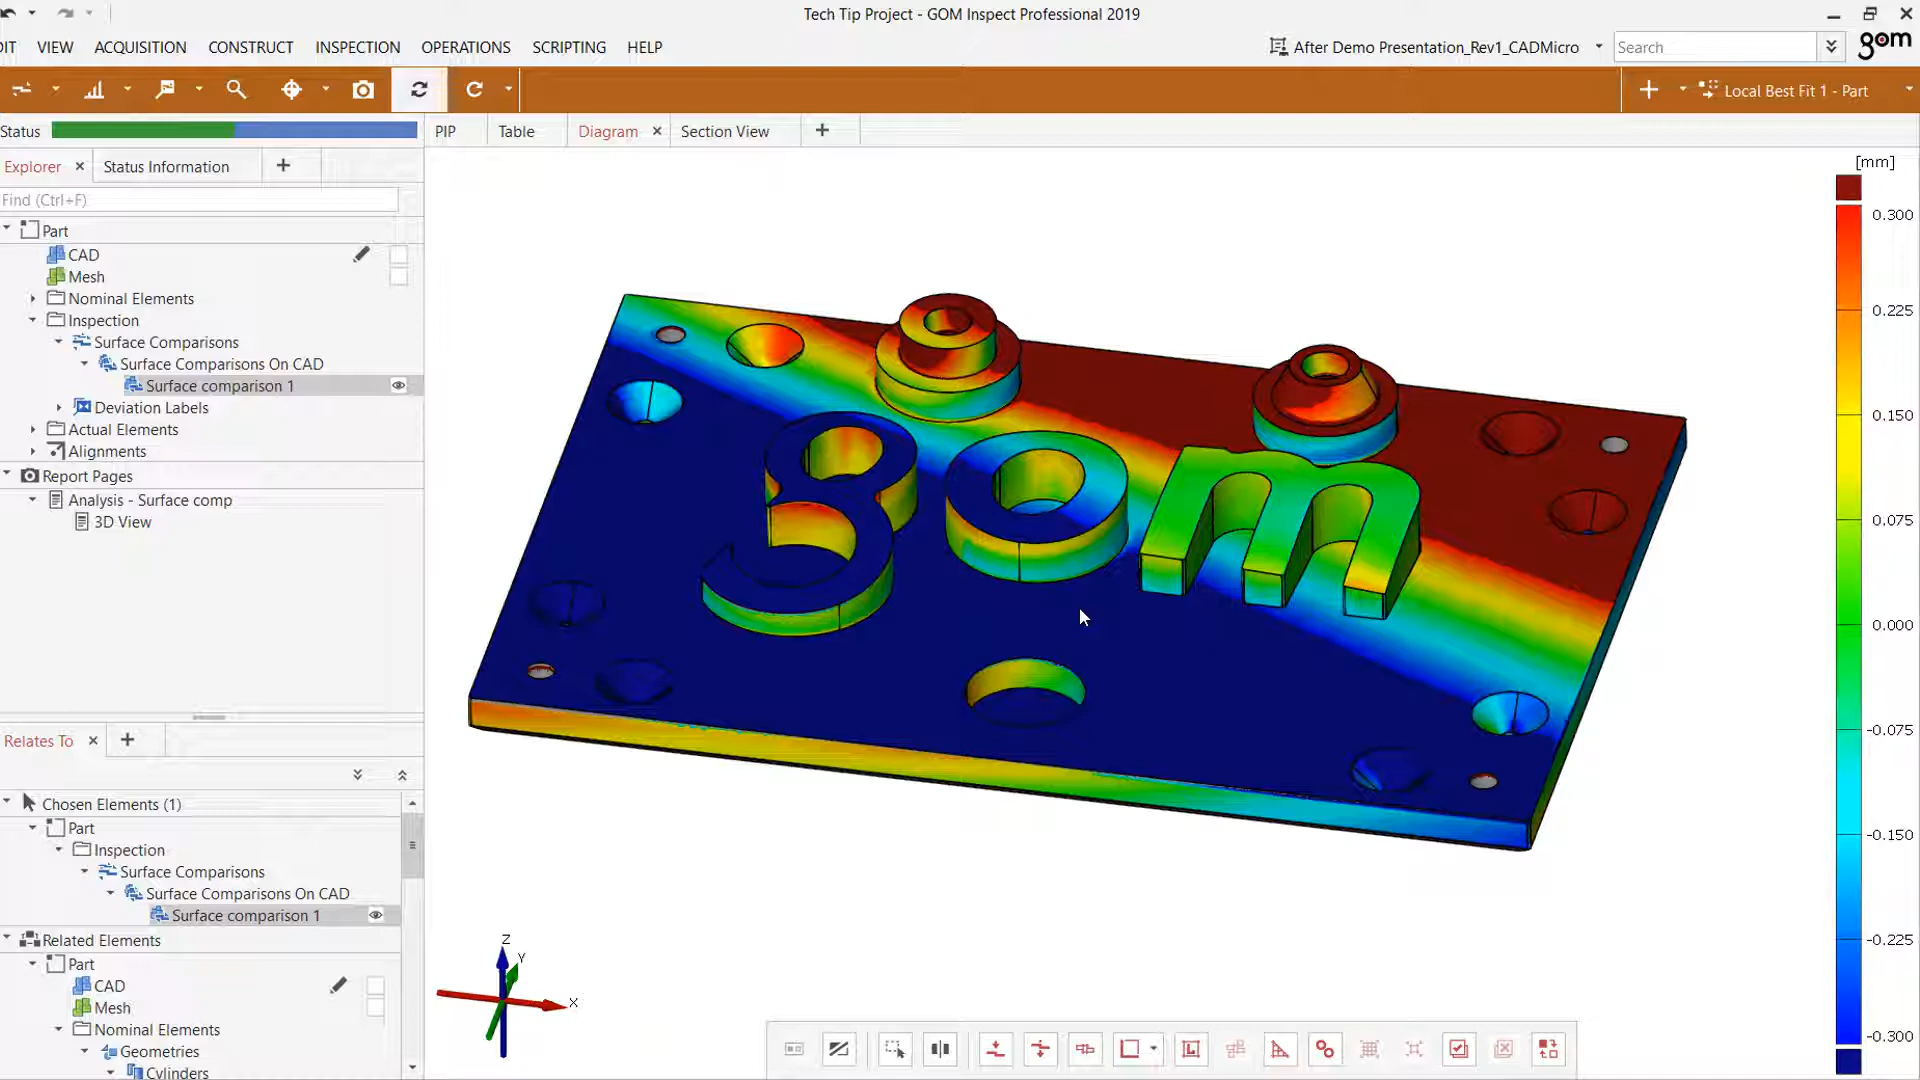 Tech Tip Project - GOM Inspect Professional 2019
DIT VIEW ACQUISITION CONSTRUCT INSPECTION OPERATIONS SCRIPTING HELP
After Demo Presentation_Rev1_CADMicro
Search
gom
Local Best Fit 1 - Part
Status
PIP
Table
Diagram
Section View
Explorer
Status Information
Find (Ctrl+F)
Part
CAD
Mesh
Nominal Elements
Inspection
Surface Comparisons
Surface Comparisons On CAD
Surface comparison 1
Deviation Labels
Actual Elements
Alignments
Report Pages
Analysis - Surface comp
3D View
Relates To
Chosen Elements (1)
Part
Inspection
Surface Comparisons
Surface Comparisons On CAD
Surface comparison 1
Related Elements
Part
CAD
Mesh
Nominal Elements
Geometries
Cylinders
gom
Z
Y
X
[mm]
0.300
0.225
0.150
0.075
0.000
-0.075
-0.150
-0.225
-0.300